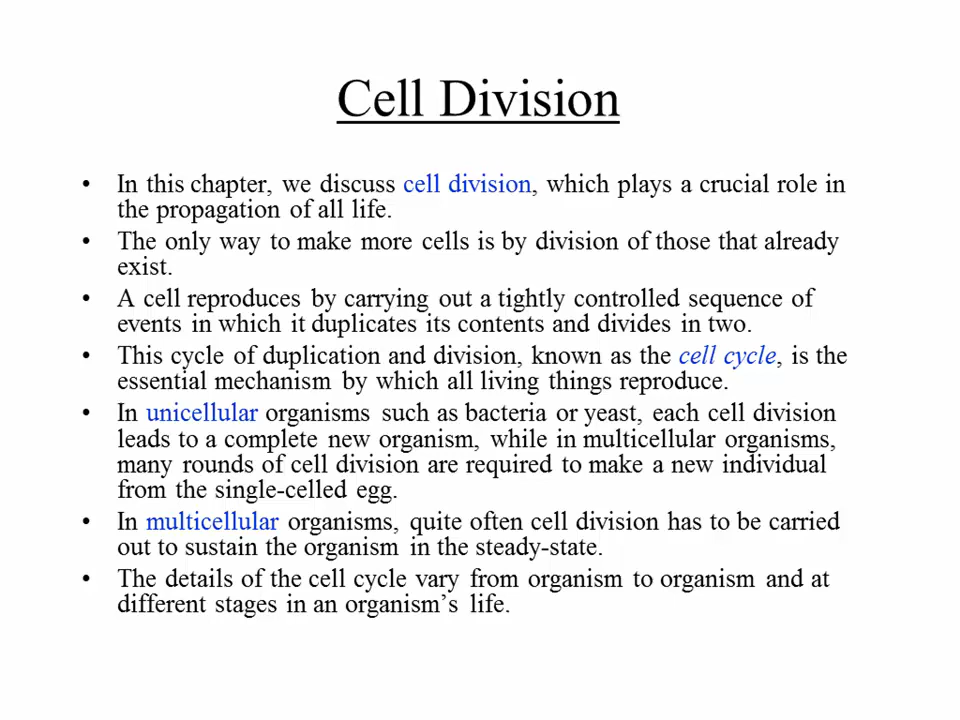 Cell Division
• In this chapter, we discuss cell division, which plays a crucial role in
the propagation of all life.
• The only way to make more cells is by division of those that already
exist.
• A cell reproduces by carrying out a tightly controlled sequence of
events in which it duplicates its contents and divides in two.
• This cycle of duplication and division, known as the cell cycle, is the
essential mechanism by which all living things reproduce.
• In unicellular organisms such as bacteria or yeast, each cell division
leads to a complete new organism, while in multicellular organisms,
many rounds of cell division are required to make a new individual
from the single-celled egg.
• In multicellular organisms, quite often cell division has to be carried
out to sustain the organism in the steady-state.
• The details of the cell cycle vary from organism to organism and at
different stages in an organism’s life.